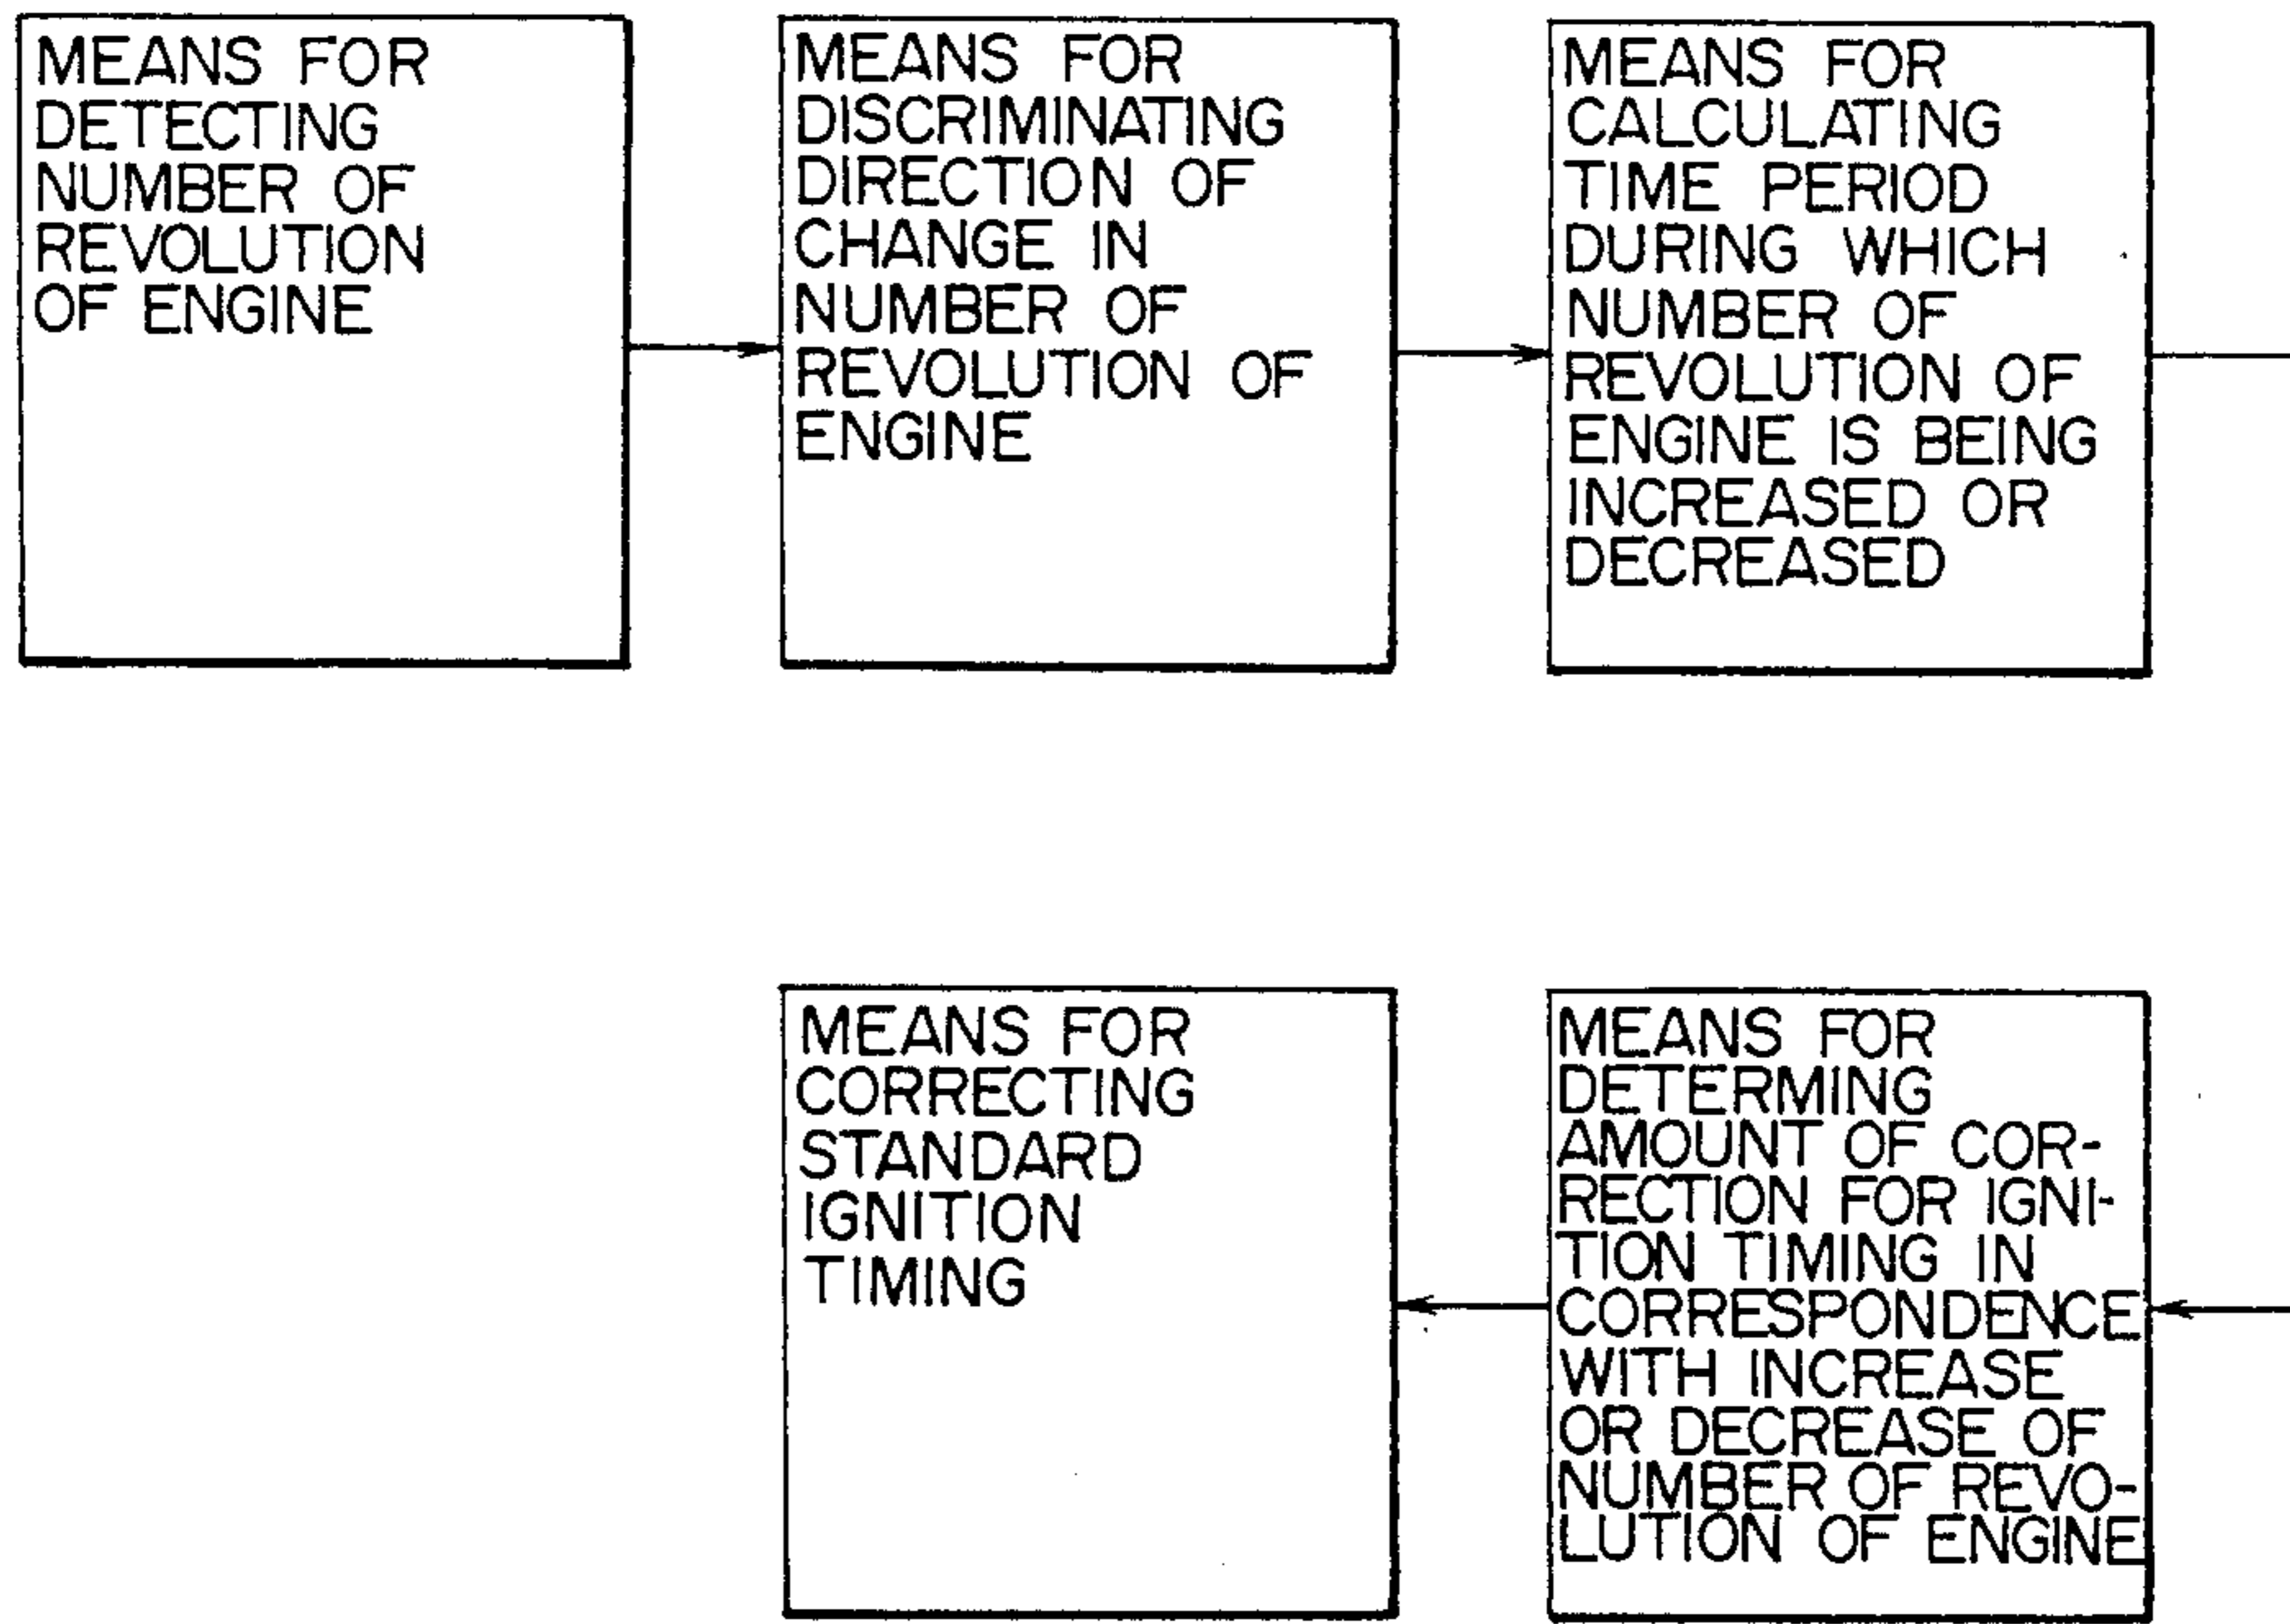 MEANS FOR
DETECTING
NUMBER OF
REVOLUTION
OF ENGINE
MEANS FOR
DISCRIMINATING
DIRECTION OF
CHANGE IN
NUMBER OF
REVOLUTION OF
ENGINE
MEANS FOR
CALCULATING
TIME PERIOD
DURING WHICH
NUMBER OF
REVOLUTION OF
ENGINE IS BEING
INCREASED OR
DECREASED
MEANS FOR
DETERMING
AMOUNT OF COR-
RECTION FOR IGNI-
TION TIMING IN
CORRESPONDENCE
WITH INCREASE
OR DECREASE OF
NUMBER OF REVO-
LUTION OF ENGINE
MEANS FOR
CORRECTING
STANDARD
IGNITION
TIMING